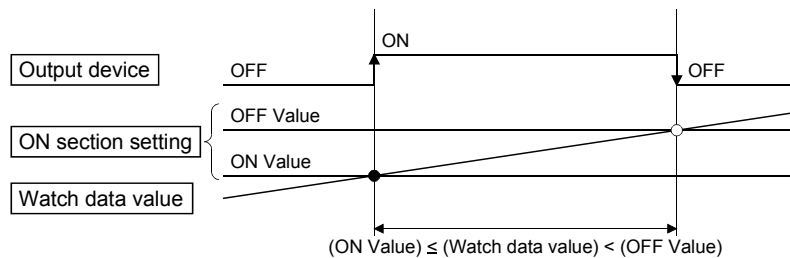 ON
Output device
OFF
OFF
OFF Value
ON section setting
ON Value
Watch data value
(ON Value) ≤ (Watch data value) < (OFF Value)